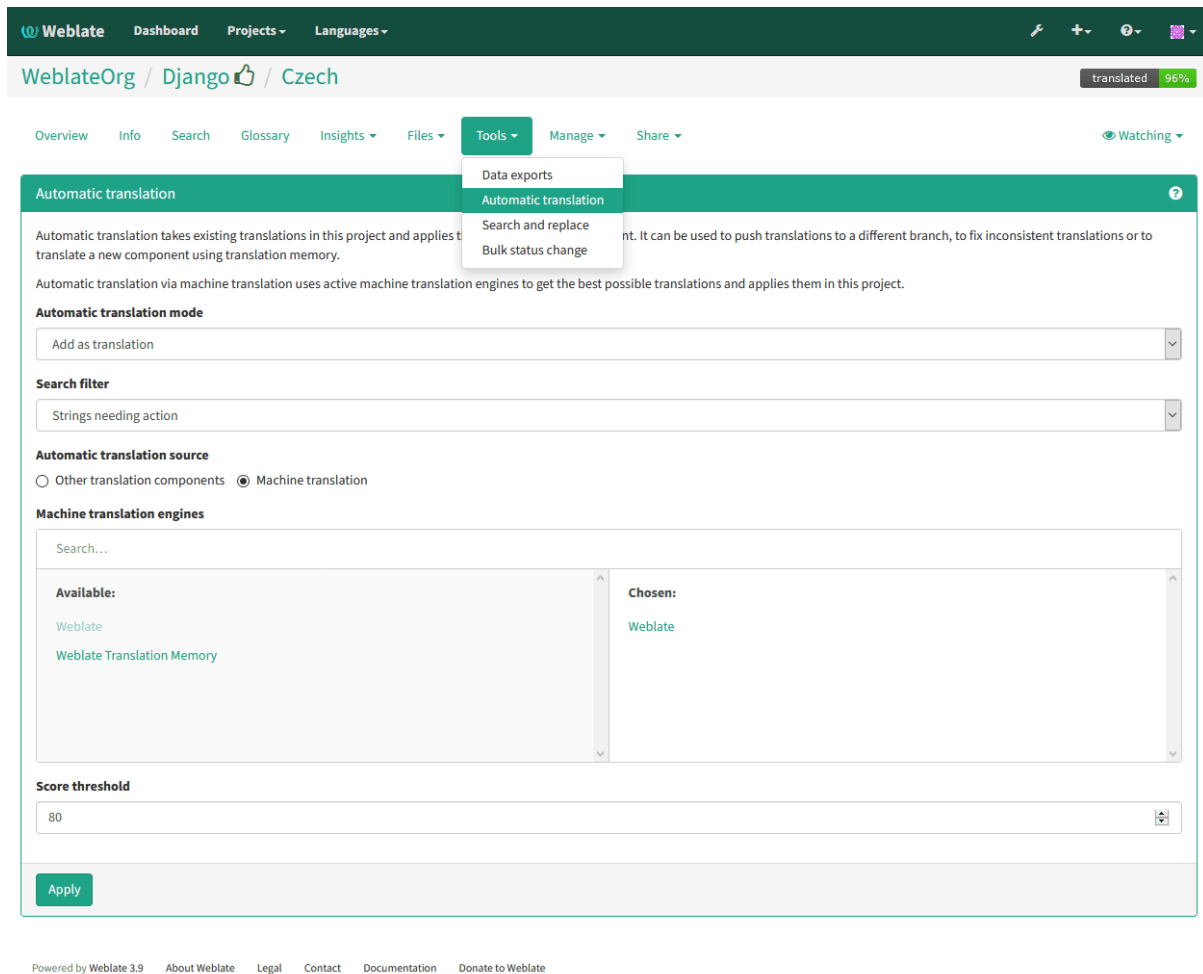 Weblate Dashboard Projects Languages
WeblateOrg / Django / Czech translated 96%
Overview Info Search Glossary Insights Files Tools Manage Share Watching
Data exports
Automatic translation
Search and replace
Bulk status change
Automatic translation
Automatic translation takes existing translations in this project and applies t nt. It can be used to push translations to a different branch, to fix inconsistent translations or to
translate a new component using translation memory.
Automatic translation via machine translation uses active machine translation engines to get the best possible translations and applies them in this project.
Automatic translation mode
Add as translation
Search filter
Strings needing action
Automatic translation source
Other translation components Machine translation
Machine translation engines
Search…
Available:
Weblate
Weblate Translation Memory
Chosen:
Weblate
Score threshold
80
Apply
Powered by Weblate 3.9 About Weblate Legal Contact Documentation Donate to Weblate